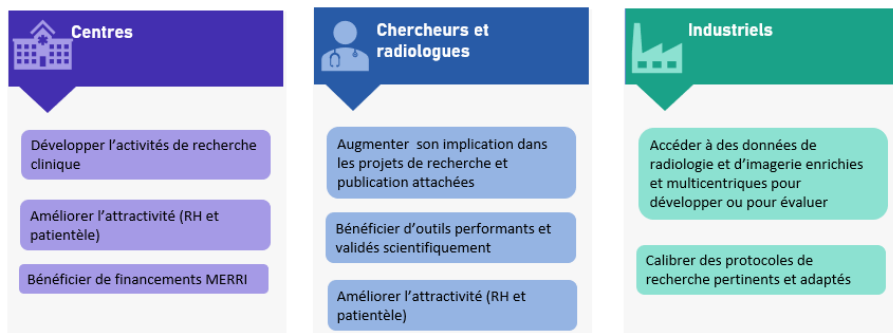 Centres
Développer l'activités de recherche
clinique
Améliorer l'attractivité (RH et
patientèle)
Bénéficier de financements MERRI
Chercheurs et
radiologues
Augmenter son implication dans
les projets de recherche et
publication attachées
Bénéficier d'outils performants et
validés scientifiquement
Améliorer l'attractivité (RH et
patientèle)
Industriels
Accéder à des données de
radiologie et d'imagerie enrichies
et multicentriques pour
développer ou pour évaluer
Calibrer des protocoles de
recherche pertinents et adaptés